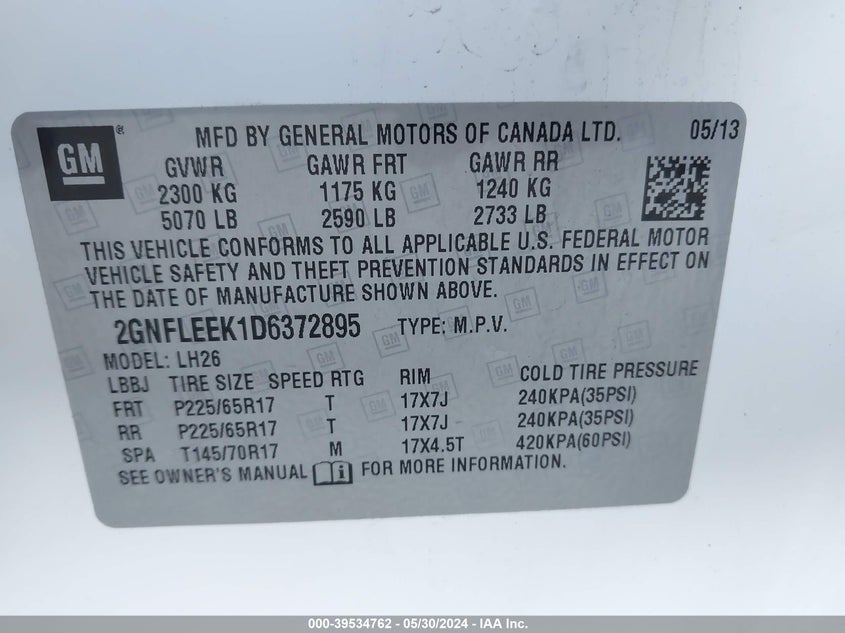 GM ® MFD BY GENERAL MOTORS OF CANADA LTD. 05/13
GVWR GAWR FRT GAWR RR
2300 KG 1175 KG 1240 KG
5070 LB 2590 LB 2733 LB
THIS VEHICLE CONFORMS TO ALL APPLICABLE U.S. FEDERAL MOTOR
VEHICLE SAFETY AND THEFT PREVENTION STANDARDS IN EFFECT ON
THE DATE OF MANUFACTURE SHOWN ABOVE.
2GNFLEEK1D6372895 TYPE: M.P.V.
MODEL: LH26
LBBJ TIRE SIZE SPEED RTG RIM COLD TIRE PRESSURE
FRT P225/65R17 T 17X7J 240KPA(35PSI)
RR P225/65R17 T 17X7J 240KPA(35PSI)
SPA T145/70R17 M 17X4.5T 420KPA(60PSI)
SEE OWNER'S MANUAL FOR MORE INFORMATION.
000-39534762 - 05/30/2024 - IAA Inc.